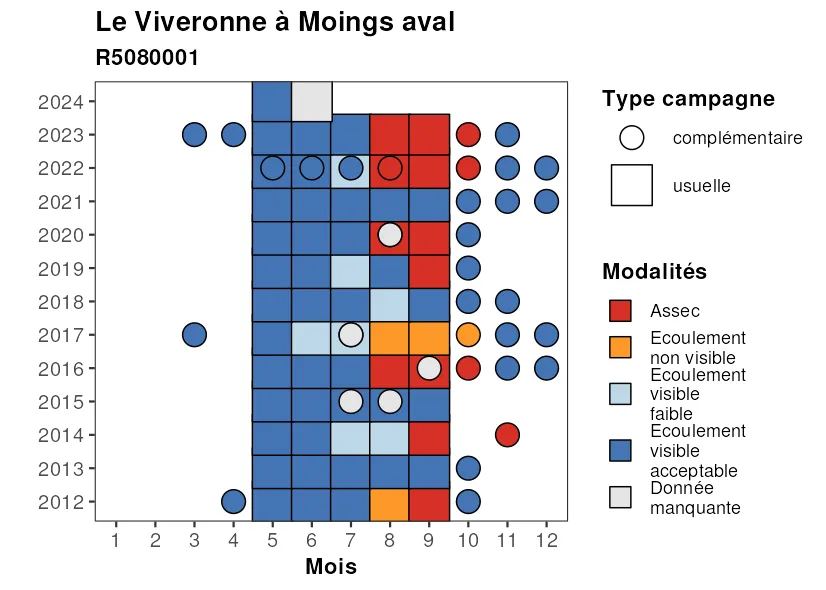 Le Viveronne à Moings aval
R5080001
2024
2023
2022
2021
2020
2019
2018
2017
2016
2015
2014
2013
2012
1 2 3 4 5 6 7 8 9 10 11 12
Mois
Type campagne
complémentaire
usuelle
Modalités
Assec
Ecoulement
non visible
Ecoulement
visible
faible
Ecoulement
visible
acceptable
Donnée
manquante